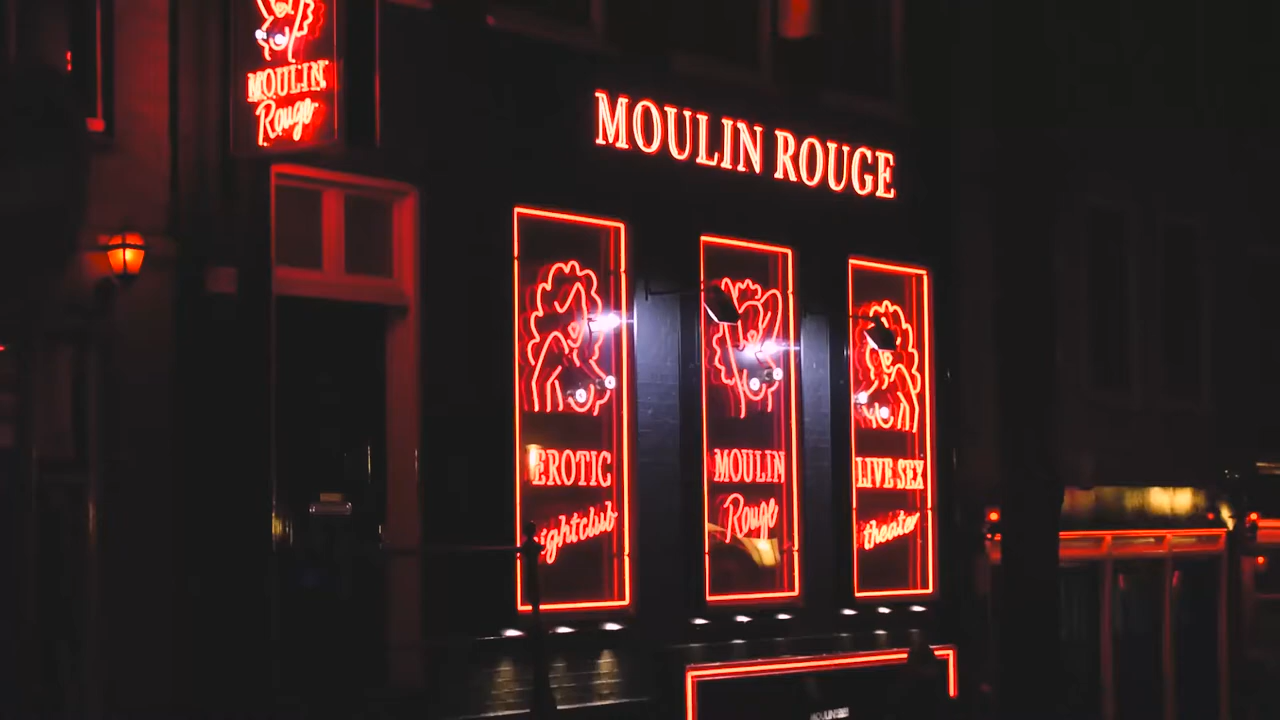 MOULIN
Rouge
MOULIN ROUGE
EROTIC
nightclub
MOULIN
Rouge
LIVE SEX
theater